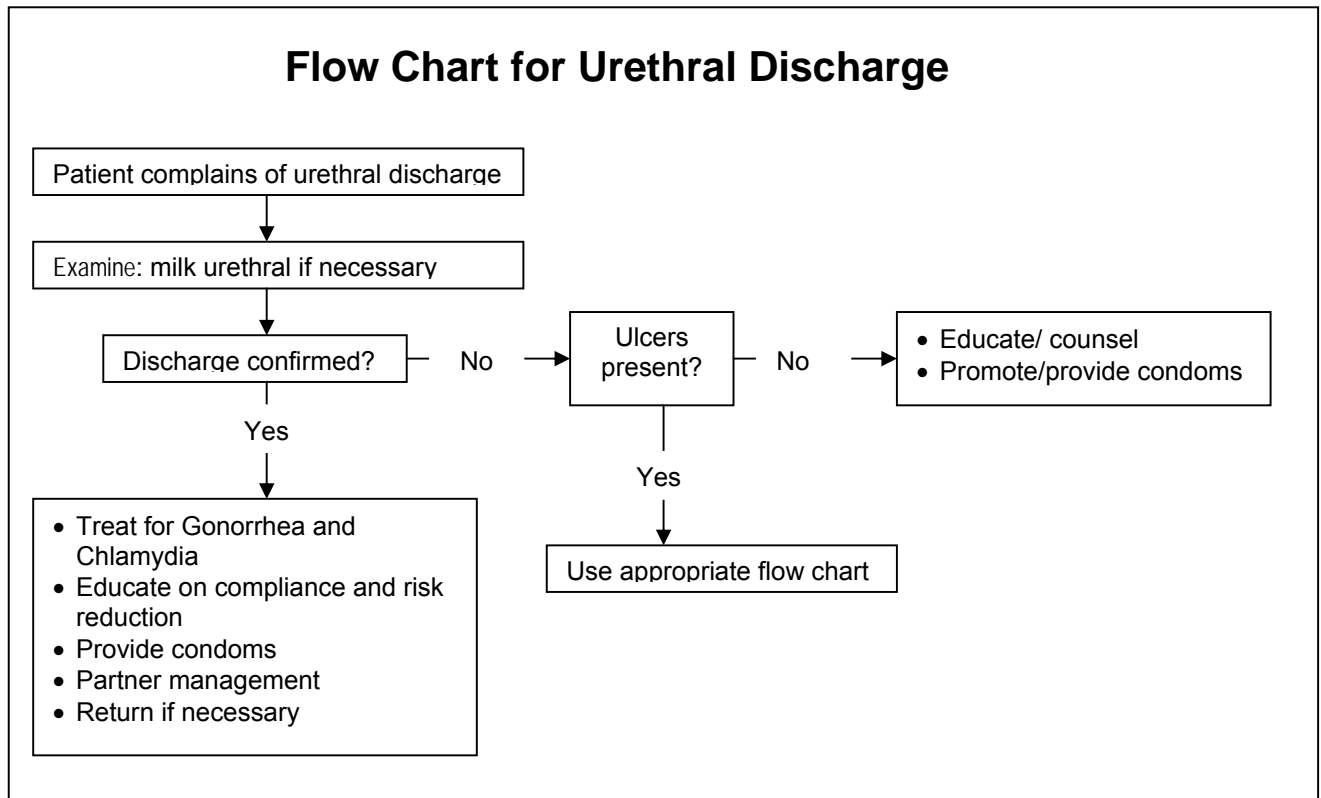 Flow Chart for Urethral Discharge
Patient complains of urethral discharge
Examine: milk urethral if necessary
Discharge confirmed?
No
Ulcers
present?
No
• Educate/ counsel
• Promote/provide condoms
Yes
Yes
• Treat for Gonorrhea and
Chlamydia
• Educate on compliance and risk
reduction
• Provide condoms
• Partner management
• Return if necessary
Use appropriate flow chart